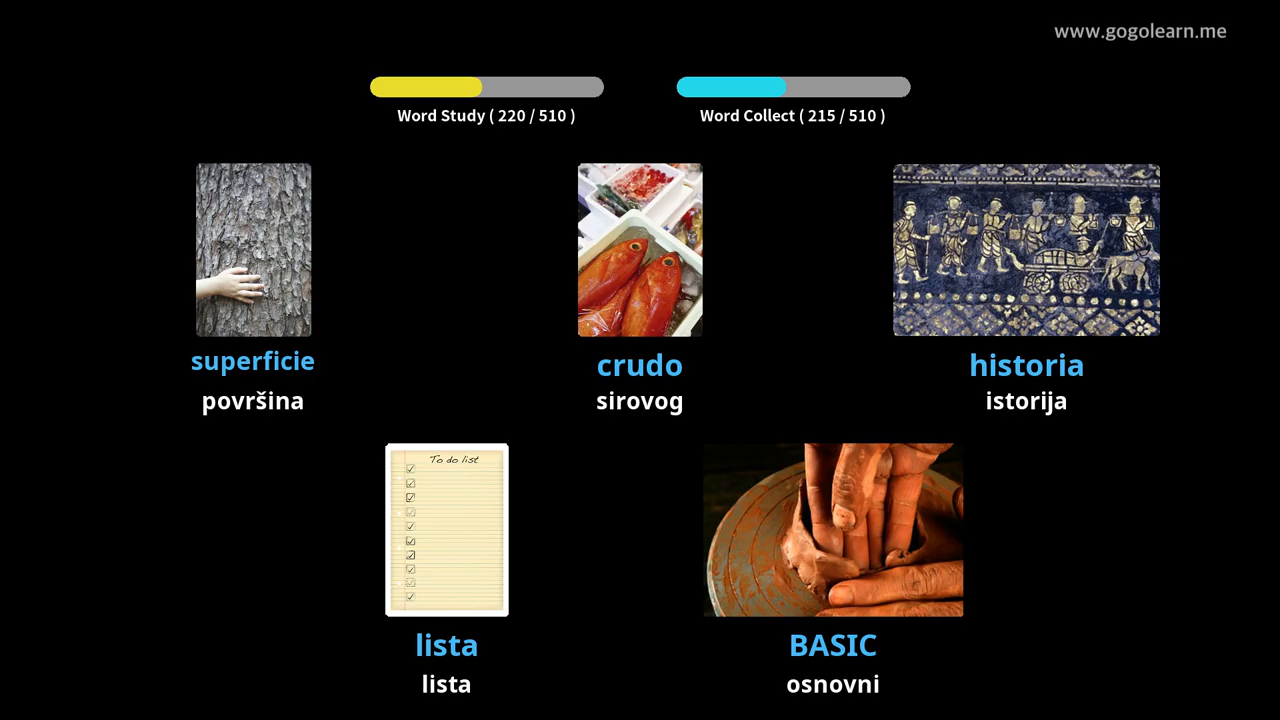 www.gogolearn.me
Word Study ( 220 / 510 )
Word Collect ( 215 / 510 )
superficie
površina
crudo
sirovog
historia
istorija
To do list
lista
lista
BASIC
osnovni